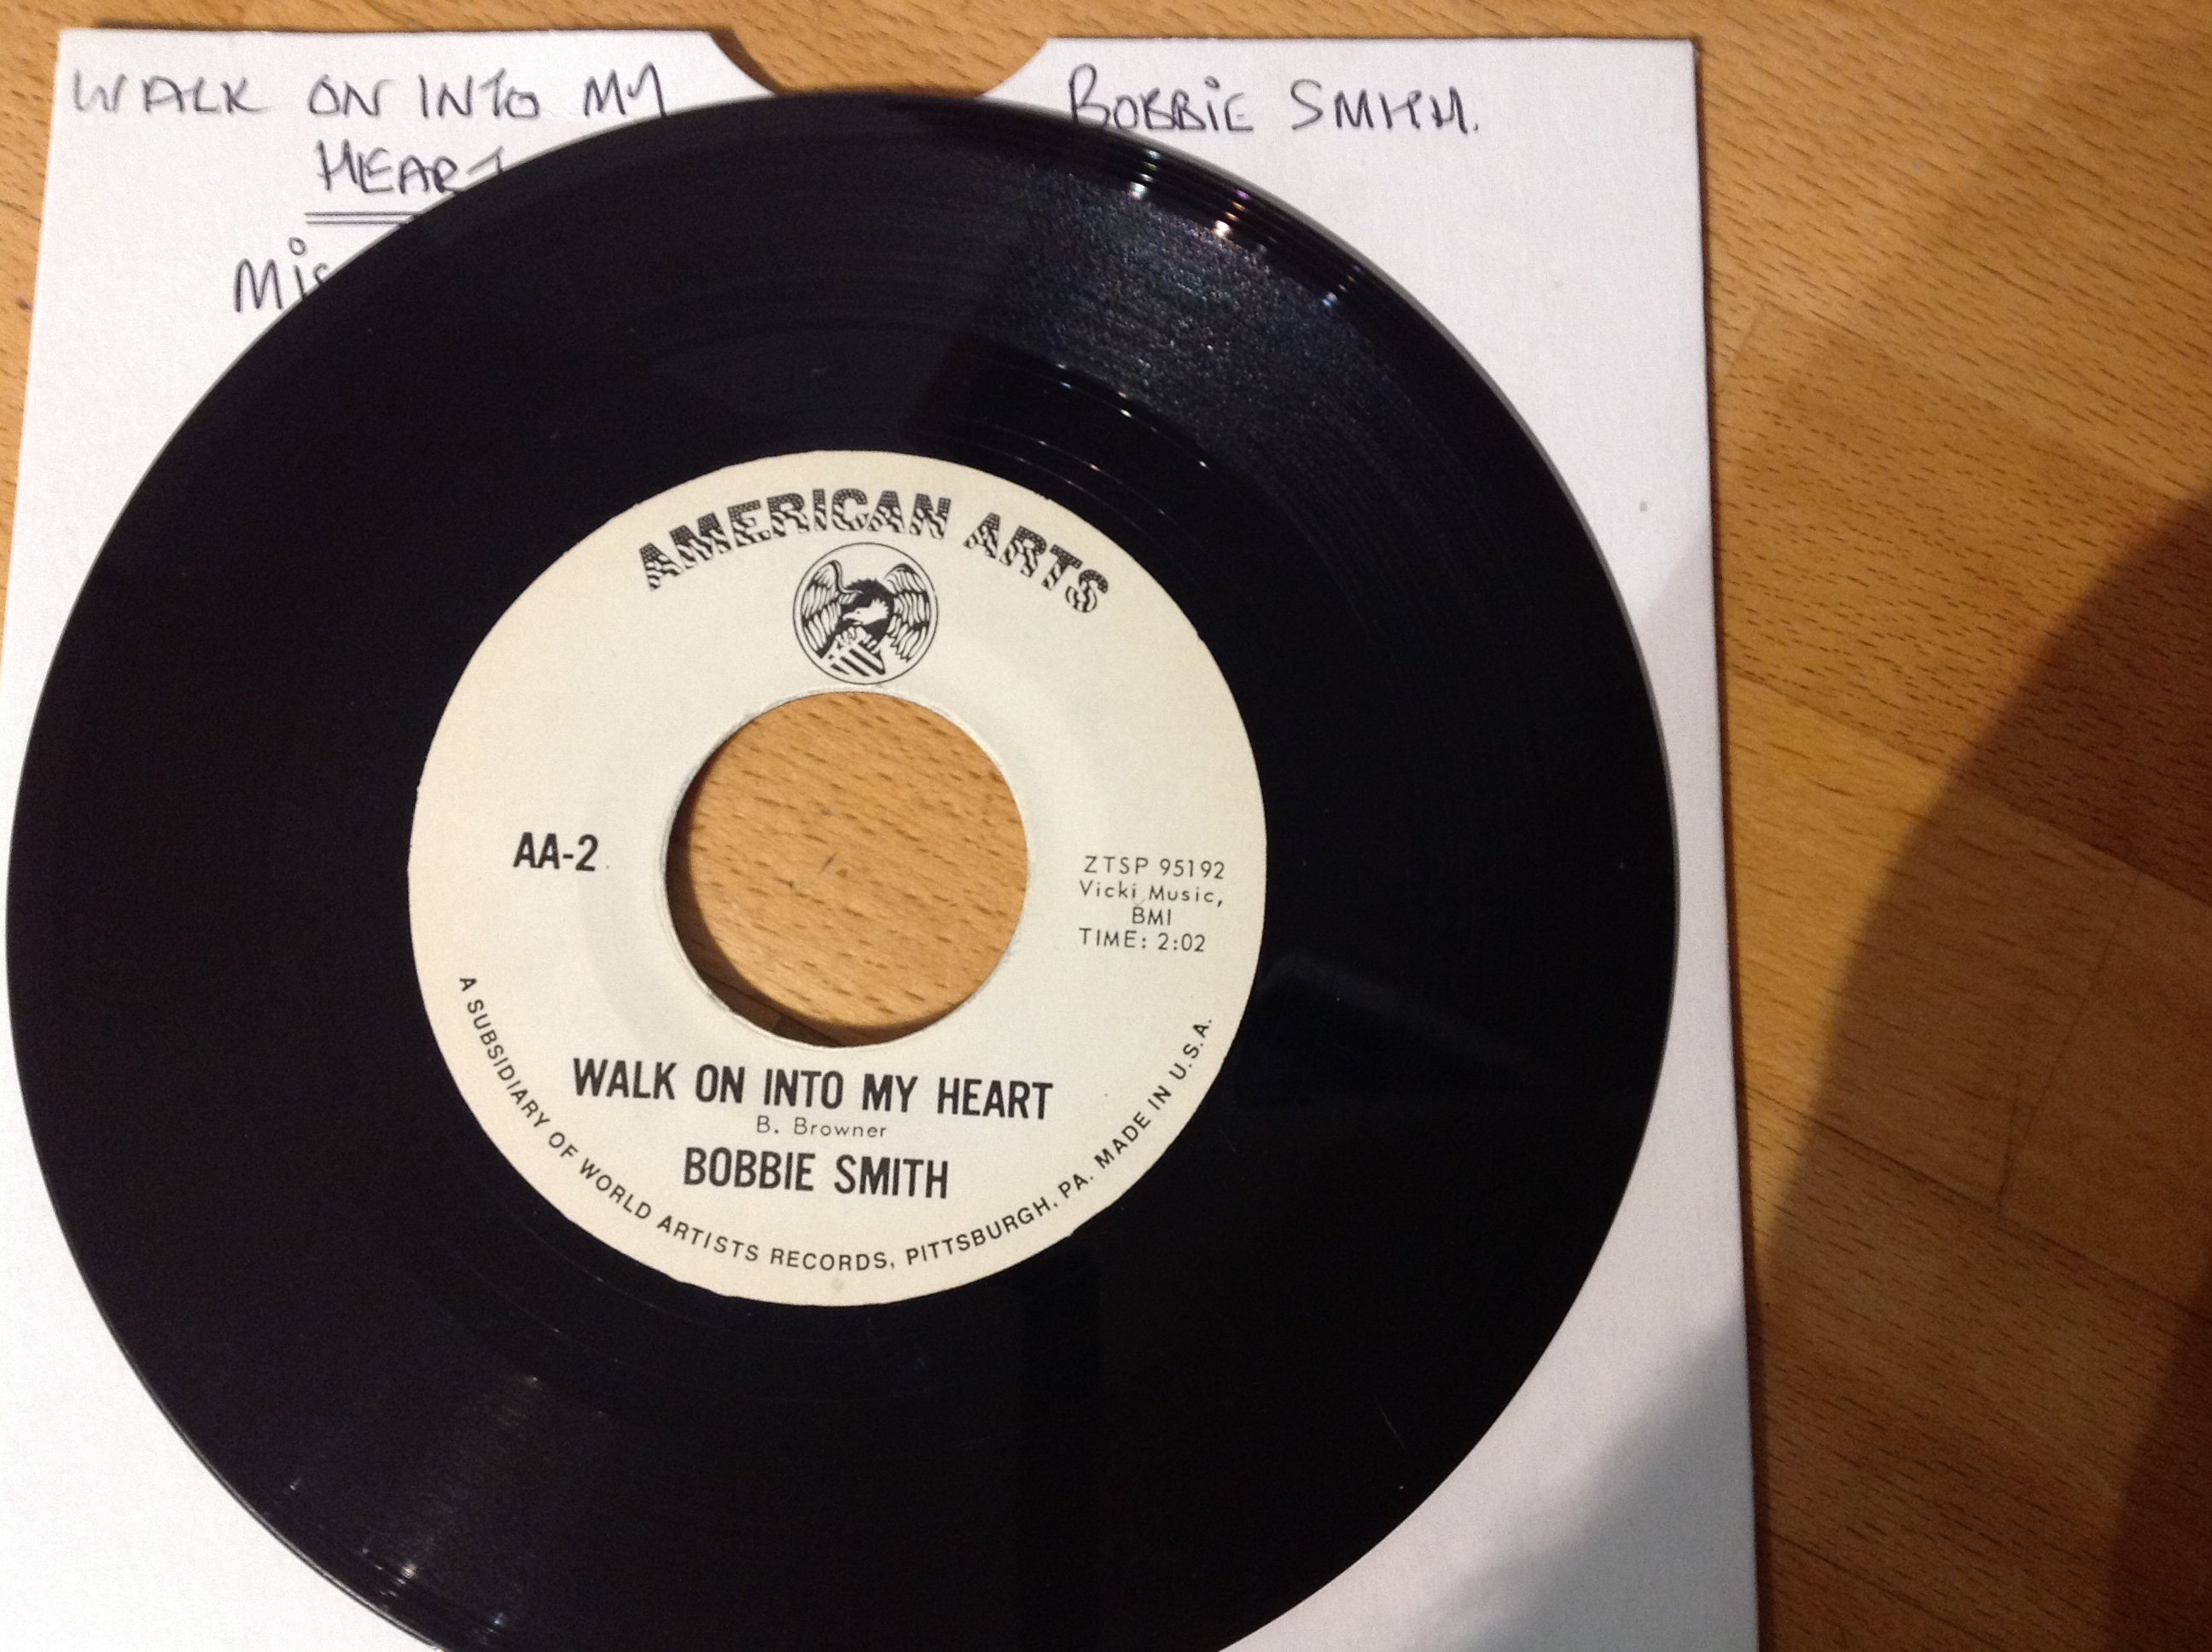 WALK ON INTO MY
HEART
BOBBIE SMITH.
AMERICAN ARTS
AA-2
ZTSP 95192
Vicki Music,
BMI
TIME: 2:02
WALK ON INTO MY HEART
B. Browner
BOBBIE SMITH
A SUBSIDIARY OF WORLD ARTISTS RECORDS, PITTSBURGH, PA. MADE IN U.S.A.